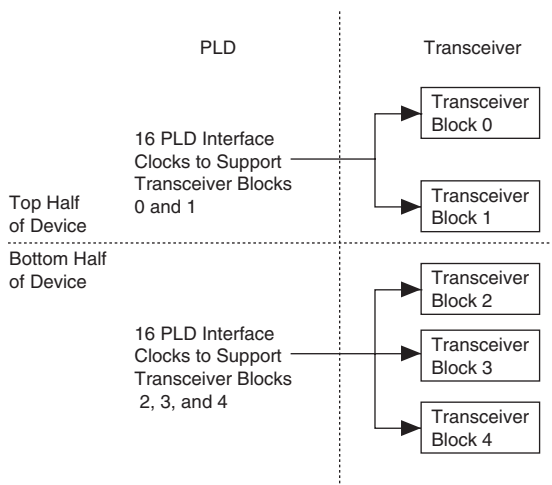 PLD
Transceiver
Transceiver
Block 0
16 PLD Interface
Clocks to Support
Transceiver Blocks
0 and 1
Transceiver
Block 1
Top Half
of Device
Bottom Half
of Device
Transceiver
Block 2
16 PLD Interface
Clocks to Support
Transceiver Blocks
2, 3, and 4
Transceiver
Block 3
Transceiver
Block 4